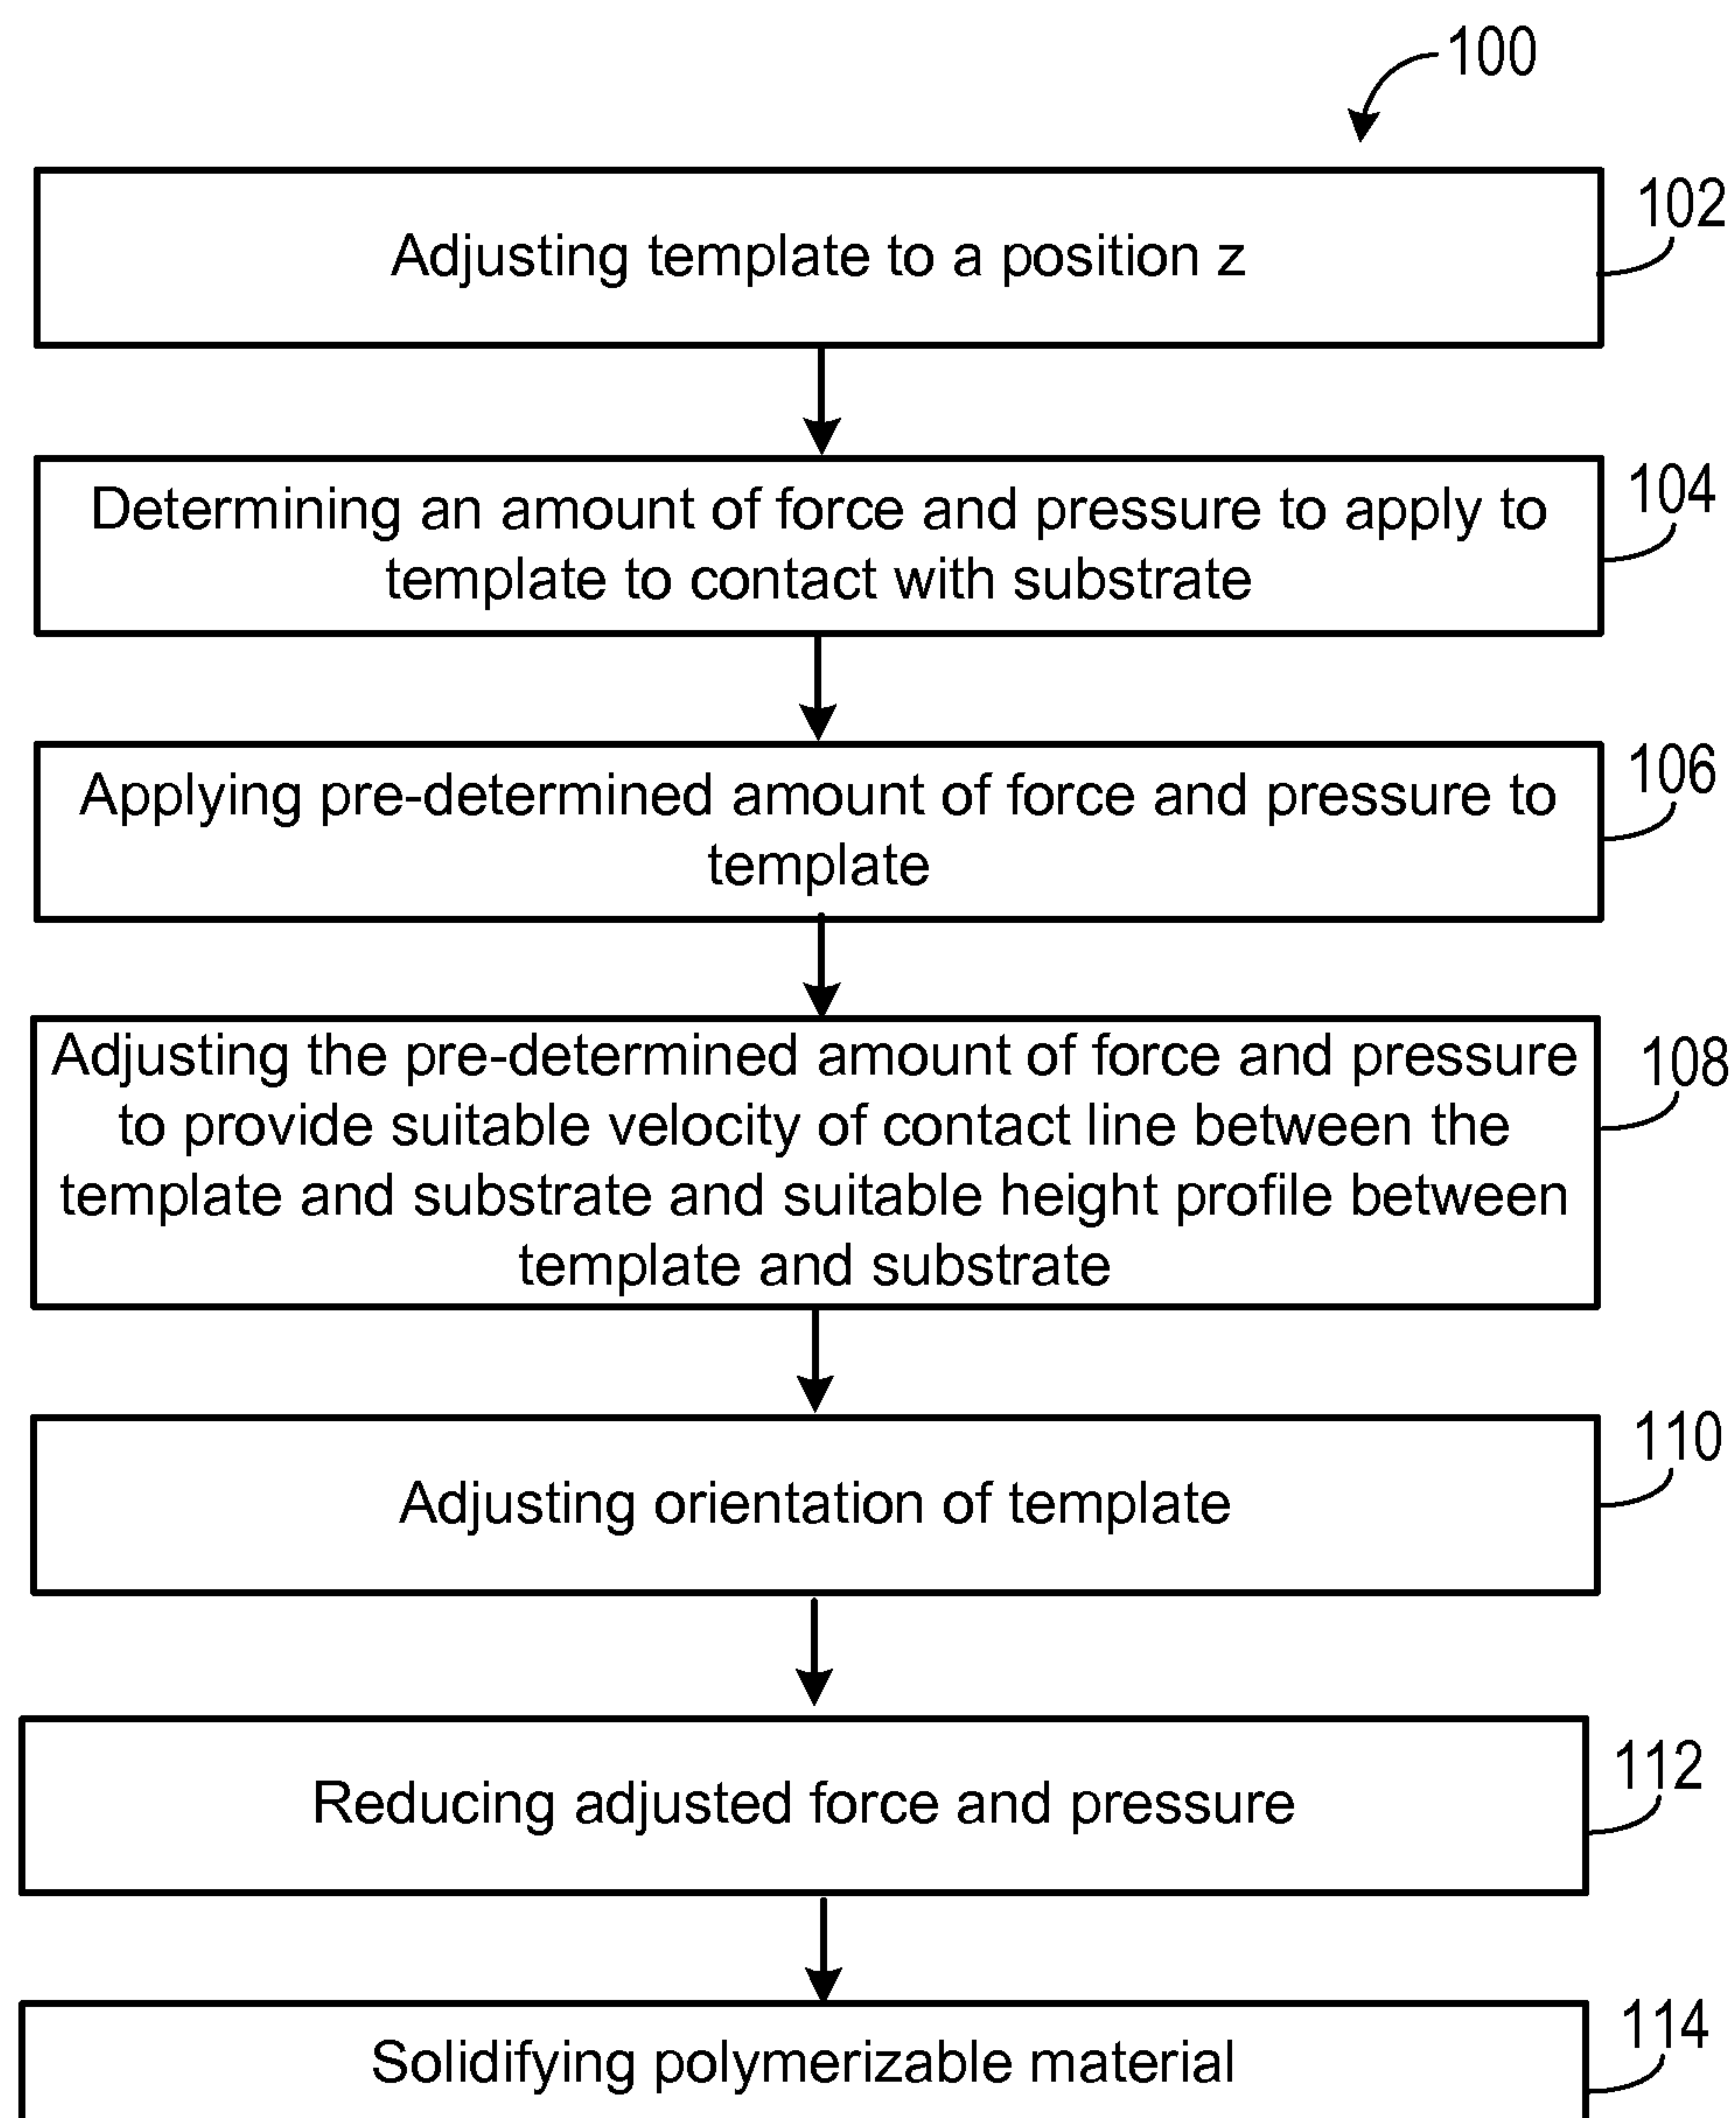 100
102
Adjusting template to a position z
104
Determining an amount of force and pressure to apply to
template to contact with substrate
106
Applying pre-determined amount of force and pressure to
template
108
Adjusting the pre-determined amount of force and pressure
to provide suitable velocity of contact line between the
template and substrate and suitable height profile between
template and substrate
110
Adjusting orientation of template
112
Reducing adjusted force and pressure
114
Solidifying polymerizable material